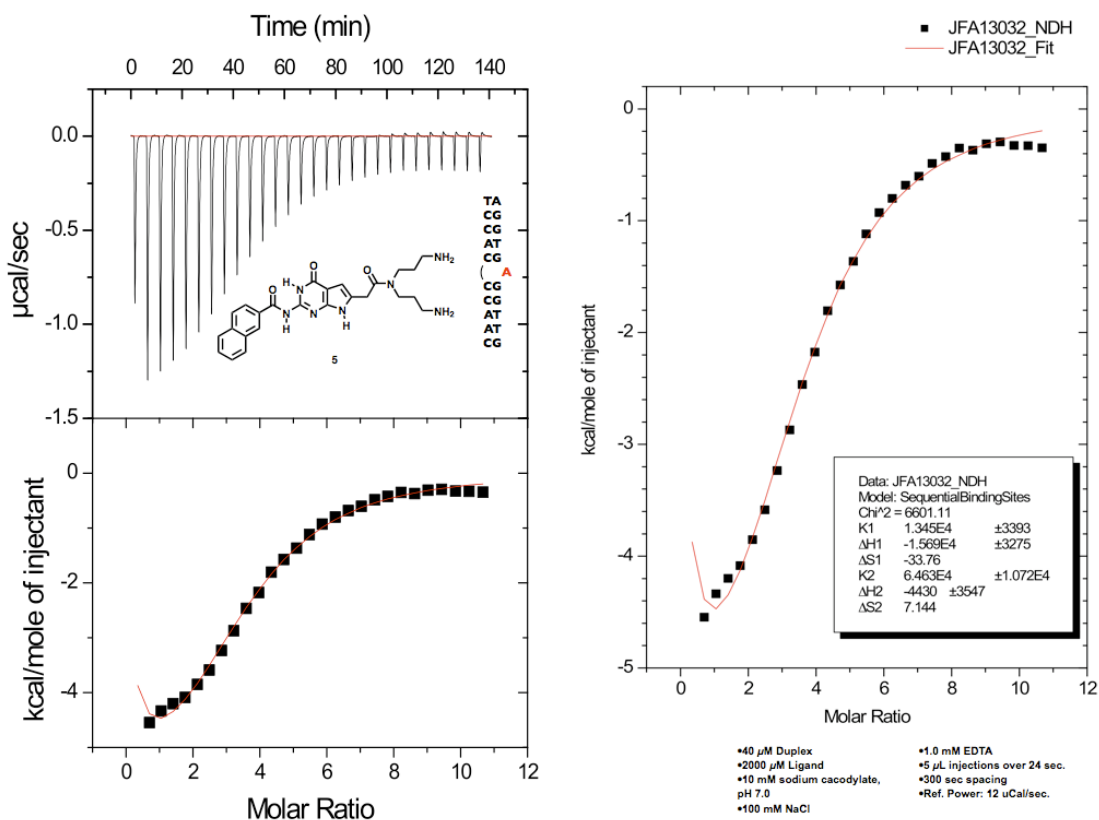 Time (min)
0 20 40 60 80 100 120 140
0.0
-0.5
-1.0
-1.5
µcal/sec
TA
CG
CG
AT
CG
( A
CG
CG
AT
AT
CG
O
H N
O
N N
H
N
N
H
O
N
NH₂
NH₂
5
0
-2
-4
kcal/mole of injectant
0 2 4 6 8 10 12
Molar Ratio
JFA13032_NDH
JFA13032_Fit
0
-1
-2
-3
-4
-5
kcal/mole of injectant
Data: JFA13032_NDH
Model: SequentialBindingSites
Chi^2 = 6601.11
K1 1.345E4 ±3393
ΔH1 -1.569E4 ±3275
ΔS1 -33.76
K2 6.463E4 ±1.072E4
ΔH2 -4430 ±3547
ΔS2 7.144
0 2 4 6 8 10 12
Molar Ratio
•40 µM Duplex
•2000 µM Ligand
•10 mM sodium cacodylate,
pH 7.0
•100 mM NaCl
•1.0 mM EDTA
•5 µL injections over 24 sec.
•300 sec spacing
•Ref. Power: 12 uCal/sec.